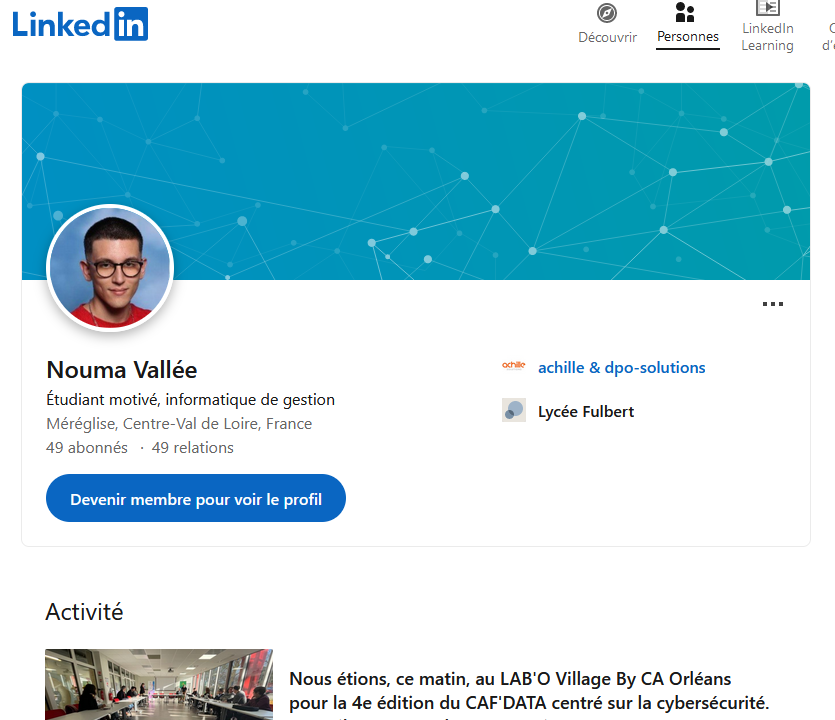 LinkedIn
Découvrir
Personnes
LinkedIn
Learning
Nouma Vallée
Étudiant motivé, informatique de gestion
Méréglise, Centre-Val de Loire, France
49 abonnés · 49 relations
achille
achille & dpo-solutions
Lycée Fulbert
Devenir membre pour voir le profil
Activité
Nous étions, ce matin, au LAB'O Village By CA Orléans
pour la 4e édition du CAF'DATA centré sur la cybersécurité.